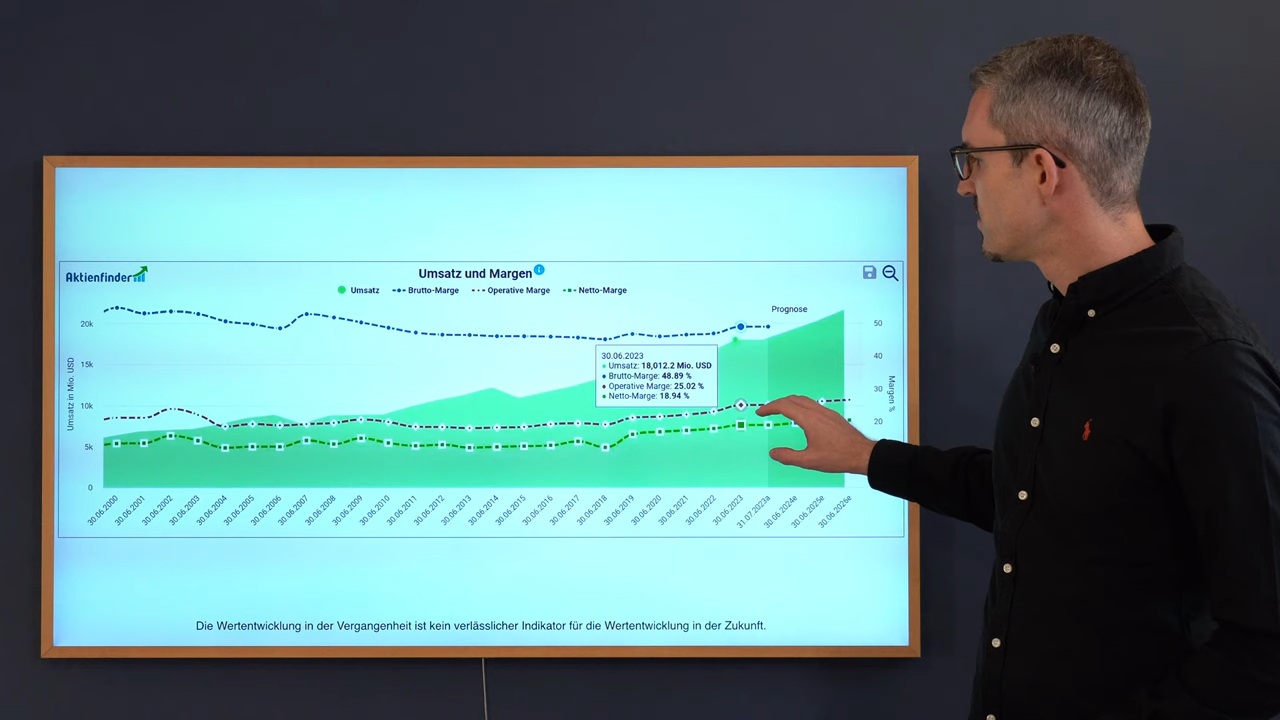 Aktienfinder
Umsatz und Margen
Umsatz
Brutto-Marge
Operative Marge
Netto-Marge
Prognose
20k
15k
10k
5k
0
Umsatz in Mio. USD
50
40
30
20
Margen %
30.06.2023
Umsatz: 18,012.2 Mio. USD
Brutto-Marge: 48.89 %
Operative Marge: 25.02 %
Netto-Marge: 18.94 %
30.06.2000
30.06.2001
30.06.2002
30.06.2003
30.06.2004
30.06.2005
30.06.2006
30.06.2007
30.06.2008
30.06.2009
30.06.2010
30.06.2011
30.06.2012
30.06.2013
30.06.2014
30.06.2015
30.06.2016
30.06.2017
30.06.2018
30.06.2019
30.06.2020
30.06.2021
30.06.2022
30.06.2023
31.07.2023a
30.06.2024e
30.06.2025e
30.06.2026e
Die Wertentwicklung in der Vergangenheit ist kein verlässlicher Indikator für die Wertentwicklung in der Zukunft.